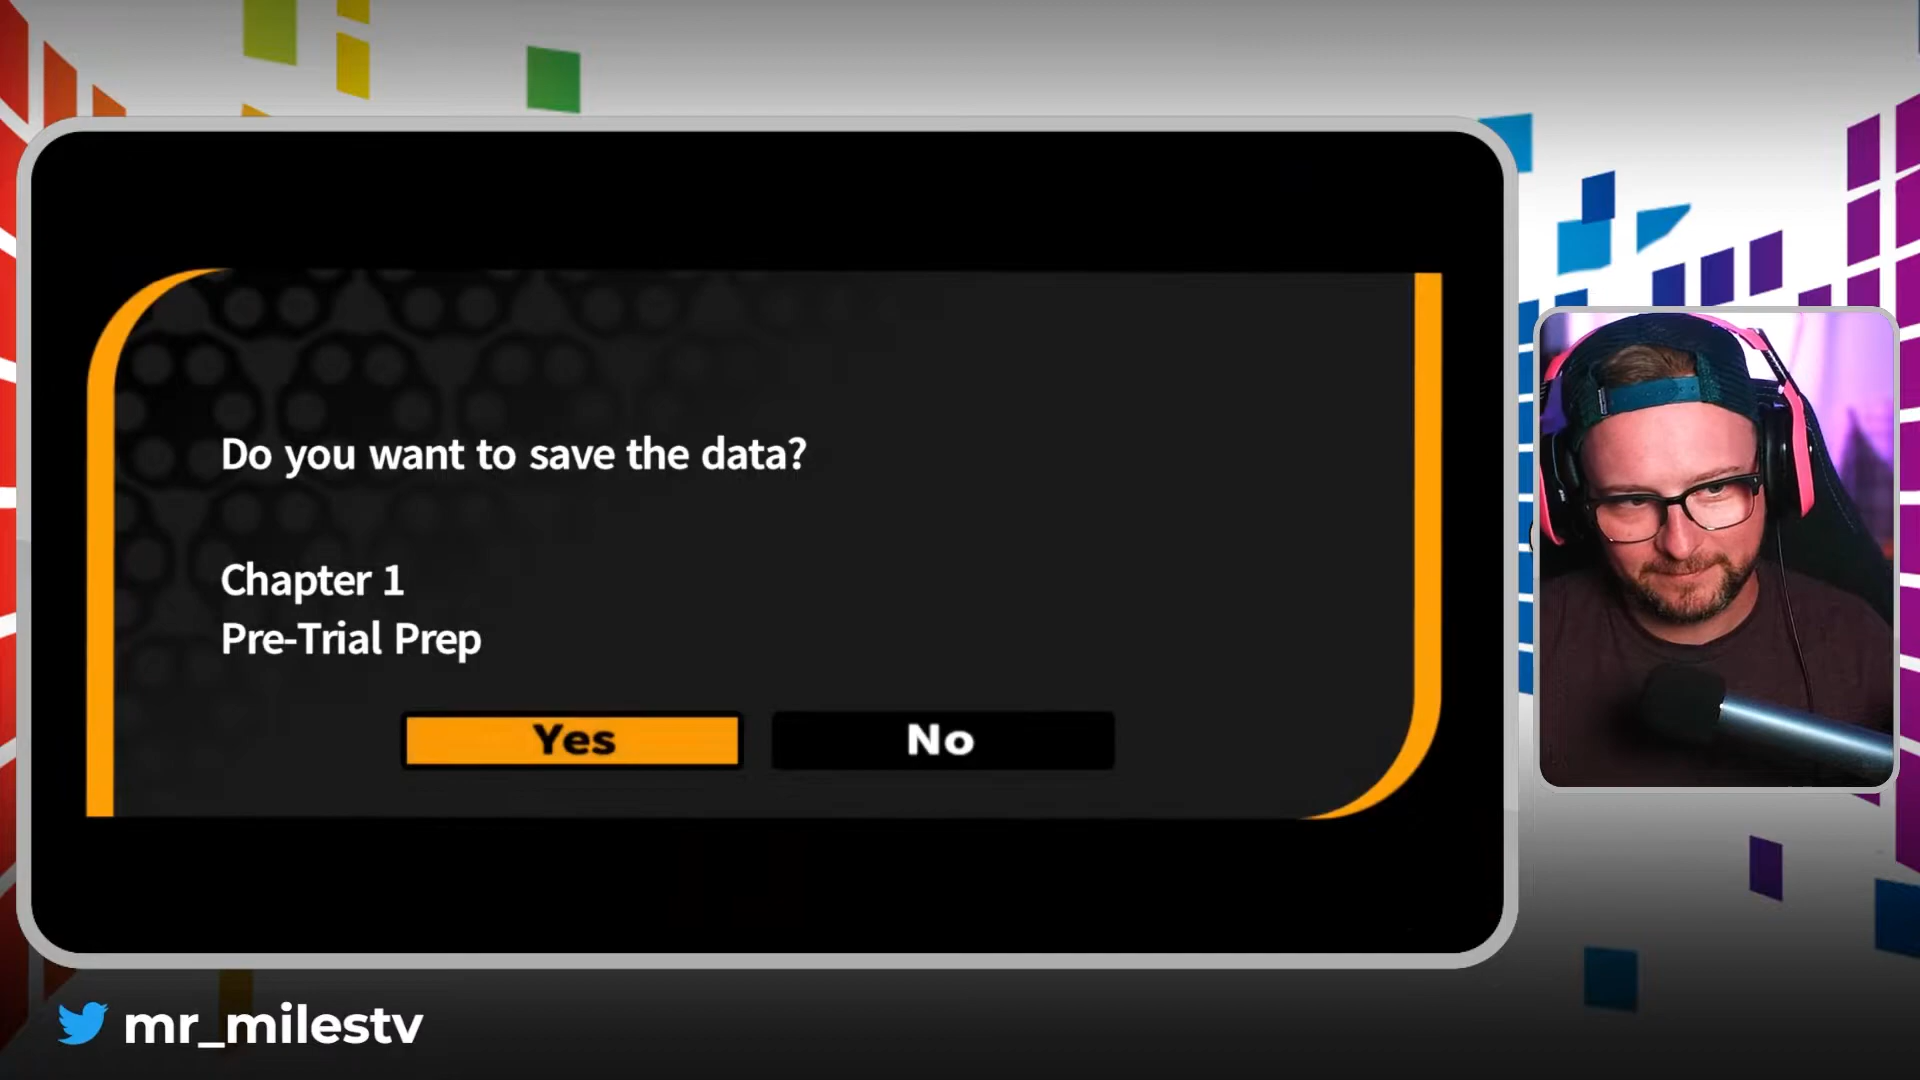 Do you want to save the data?
Chapter 1
Pre-Trial Prep
Yes
No
mr_milestv